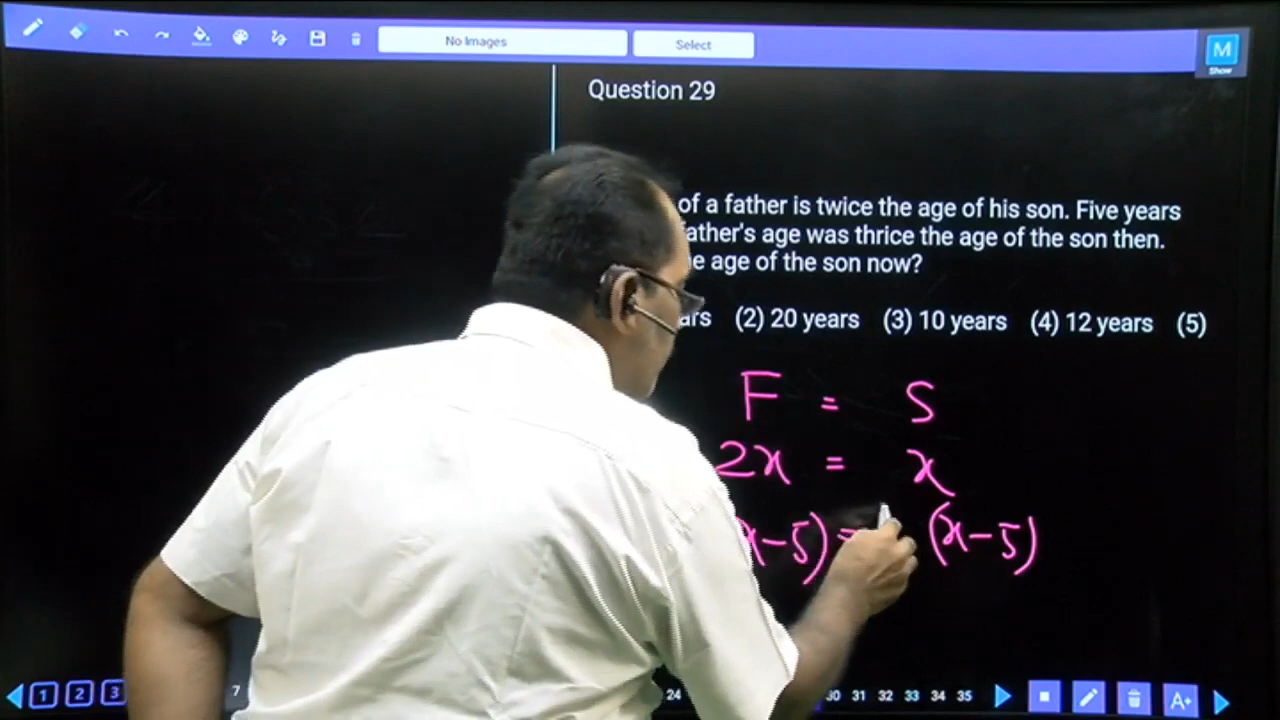 No Images Select M
Show
Question 29
of a father is twice the age of his son. Five years
father's age was thrice the age of the son then.
age of the son now?
(2) 20 years (3) 10 years (4) 12 years (5)
F = S
2x = x
x-5) = (x-5)
1 2 3 7 24 30 31 32 33 34 35 A+